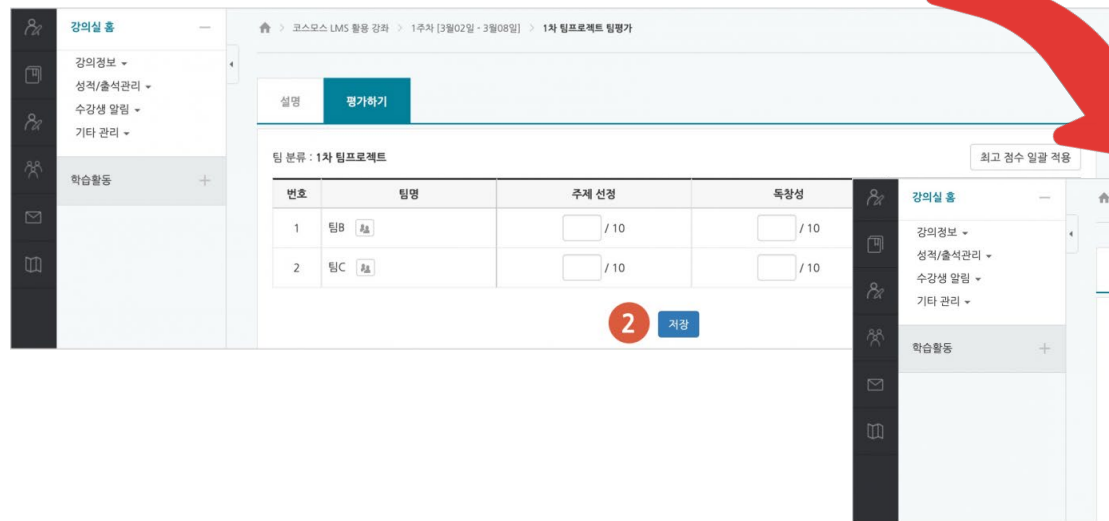 강의실 홈
강의정보
성적/출석관리
수강생 알림
기타 관리
학습활동
> 코스모스 LMS 활용 강좌 > 1주차 [3월02일 - 3월08일] > 1차 팀프로젝트 팀평가
설명 평가하기
팀 분류 : 1차 팀프로젝트
최고 점수 일괄 적용
번호 팀명 주제 선정 독창성
1 팀B / 10 / 10
2 팀C / 10 / 10
2 저장
강의실 홈
강의정보
성적/출석관리
수강생 알림
기타 관리
학습활동